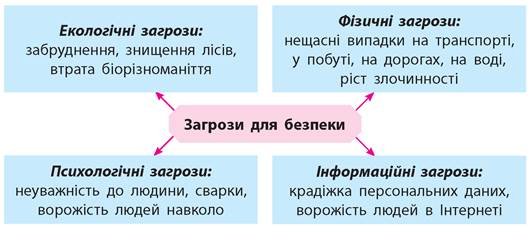 Екологічні загрози:
забруднення, знищення лісів,
втрата біорізноманіття
Фізичні загрози:
нещасні випадки на транспорті,
у побуті, на дорогах, на воді,
ріст злочинності
Загрози для безпеки
Психологічні загрози:
неуважність до людини, сварки,
ворожість людей навколо
Інформаційні загрози:
крадіжка персональних даних,
ворожість людей в Інтернеті